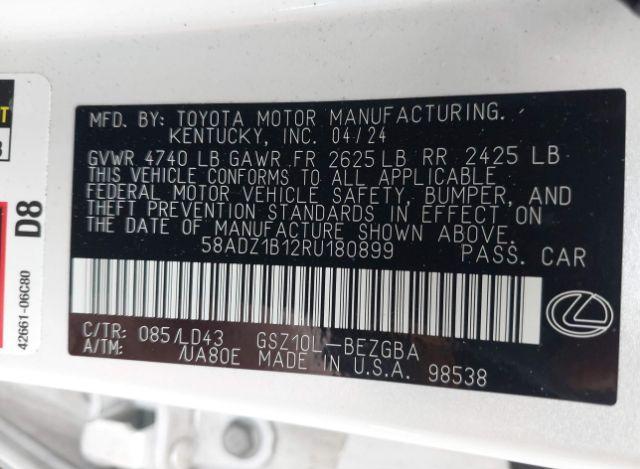 MFD. BY: TOYOTA MOTOR MANUFACTURING.
KENTUCKY, INC. 04/24
GVWR 4740 LB GAWR FR 2625 LB RR 2425 LB
THIS VEHICLE CONFORMS TO ALL APPLICABLE
FEDERAL MOTOR VEHICLE SAFETY, BUMPER, AND
THEFT PREVENTION STANDARDS IN EFFECT ON
THE DATE OF MANUFACTURE SHOWN ABOVE.
58ADZ1B12RU180899 PASS. CAR
C/TR: 085/LD43 GSZ10L-BEZGBA
A/TM: /UA80E MADE IN U.S.A. 98538
D8
42661-06C80